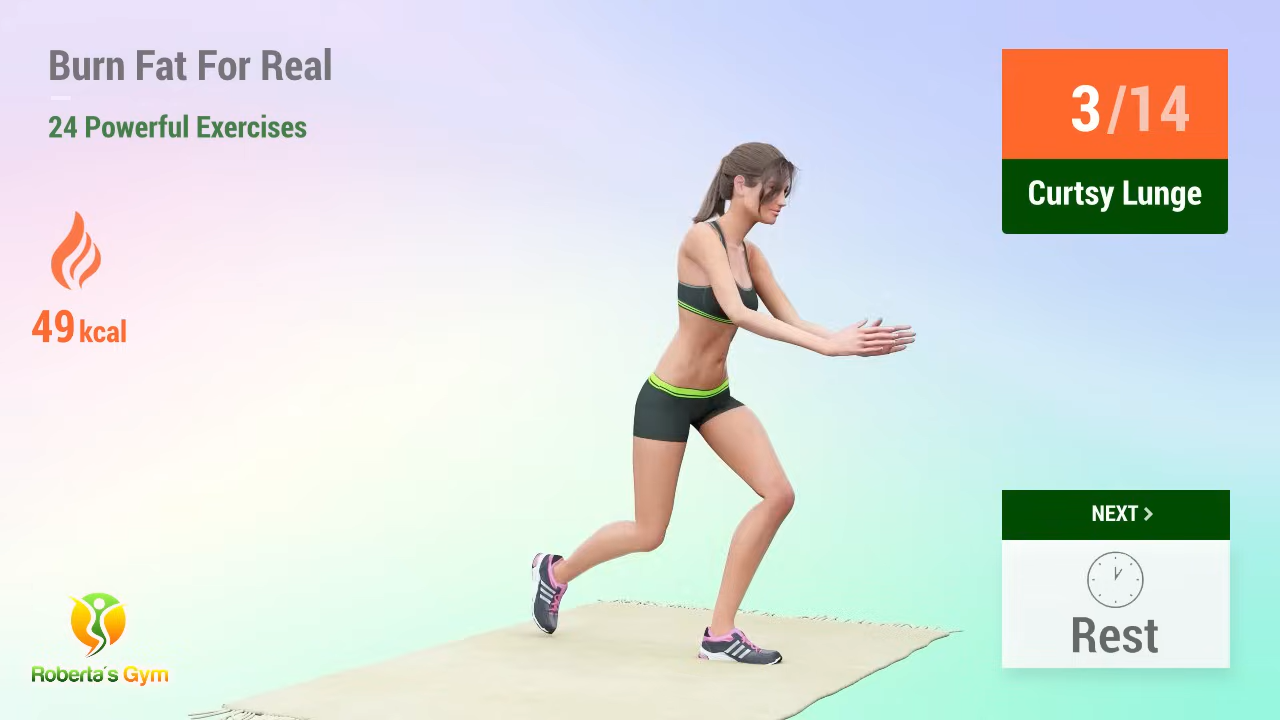 Burn Fat For Real
24 Powerful Exercises
3/14
Curtsy Lunge
49 kcal
NEXT >
Rest
Roberta´s Gym